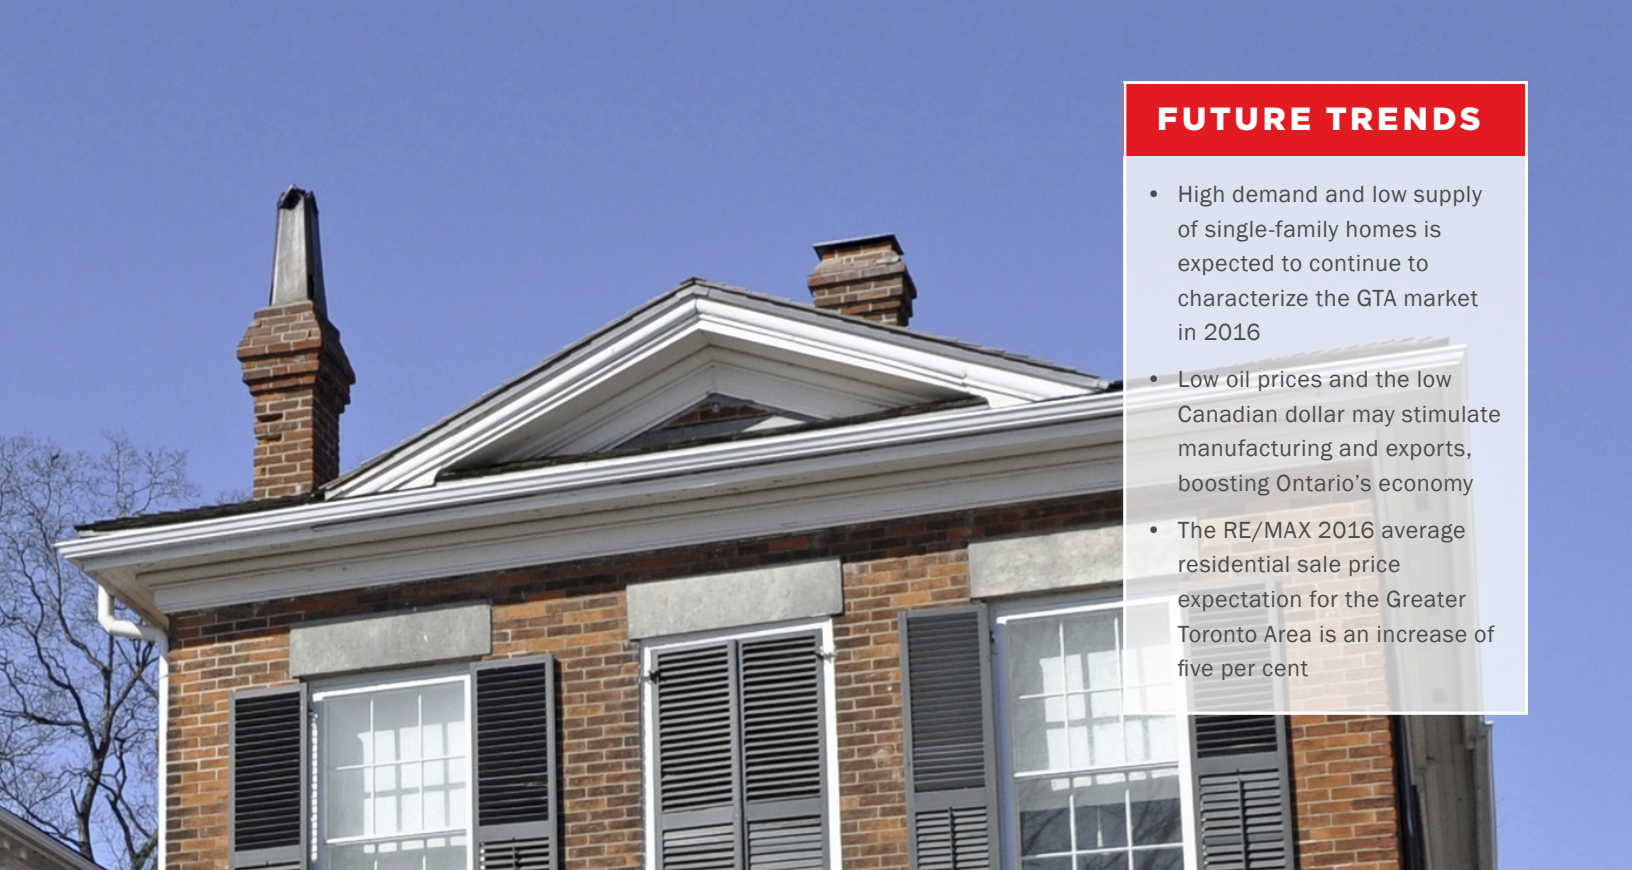 FUTURE TRENDS
• High demand and low supply
of single-family homes is
expected to continue to
characterize the GTA market
in 2016
• Low oil prices and the low
Canadian dollar may stimulate
manufacturing and exports,
boosting Ontario’s economy
• The RE/MAX 2016 average
residential sale price
expectation for the Greater
Toronto Area is an increase of
five per cent